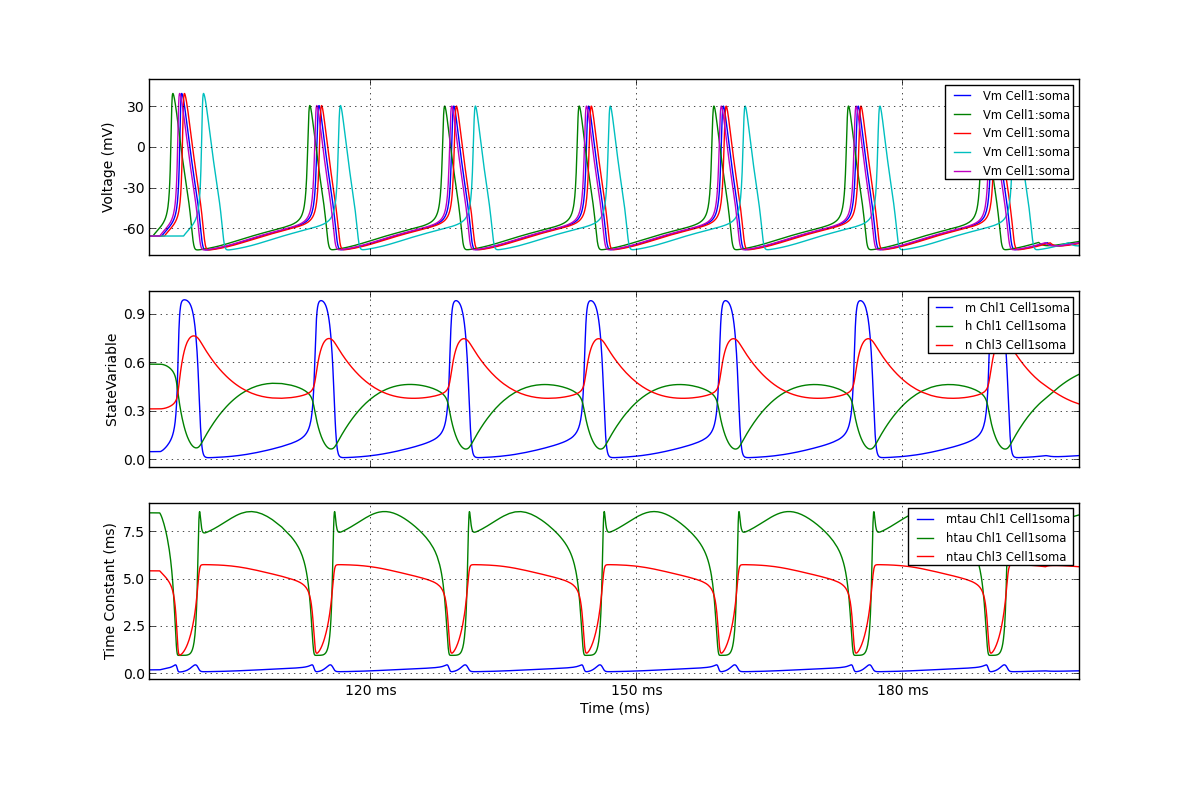 Voltage (mV)
30
0
-30
-60
Vm Cell1:soma
Vm Cell1:soma
Vm Cell1:soma
Vm Cell1:soma
Vm Cell1:soma
StateVariable
0.9
0.6
0.3
0.0
m Chl1 Cell1soma
h Chl1 Cell1soma
n Chl3 Cell1soma
Time Constant (ms)
7.5
5.0
2.5
0.0
mtau Chl1 Cell1soma
htau Chl1 Cell1soma
ntau Chl3 Cell1soma
120 ms 150 ms 180 ms
Time (ms)